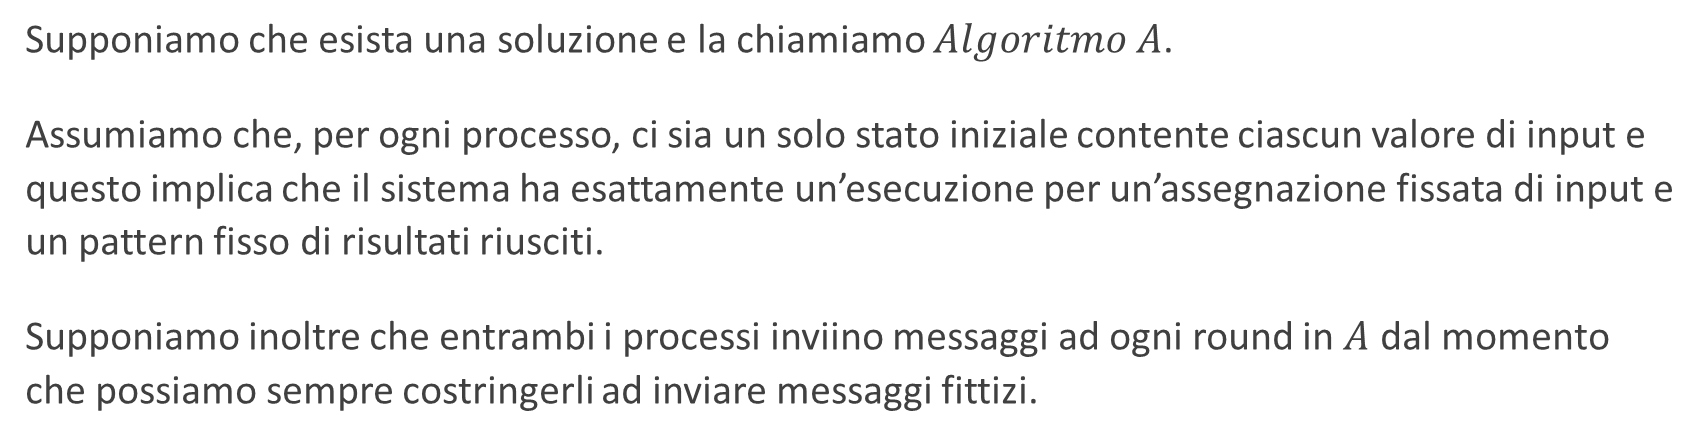 Supponiamo che esista una soluzione e la chiamiamo Algoritmo A.
Assumiamo che, per ogni processo, ci sia un solo stato iniziale contente ciascun valore di input e
questo implica che il sistema ha esattamente un’esecuzione per un’assegnazione fissata di input e
un pattern fisso di risultati riusciti.
Supponiamo inoltre che entrambi i processi inviino messaggi ad ogni round in A dal momento
che possiamo sempre costringerli ad inviare messaggi fittizi.